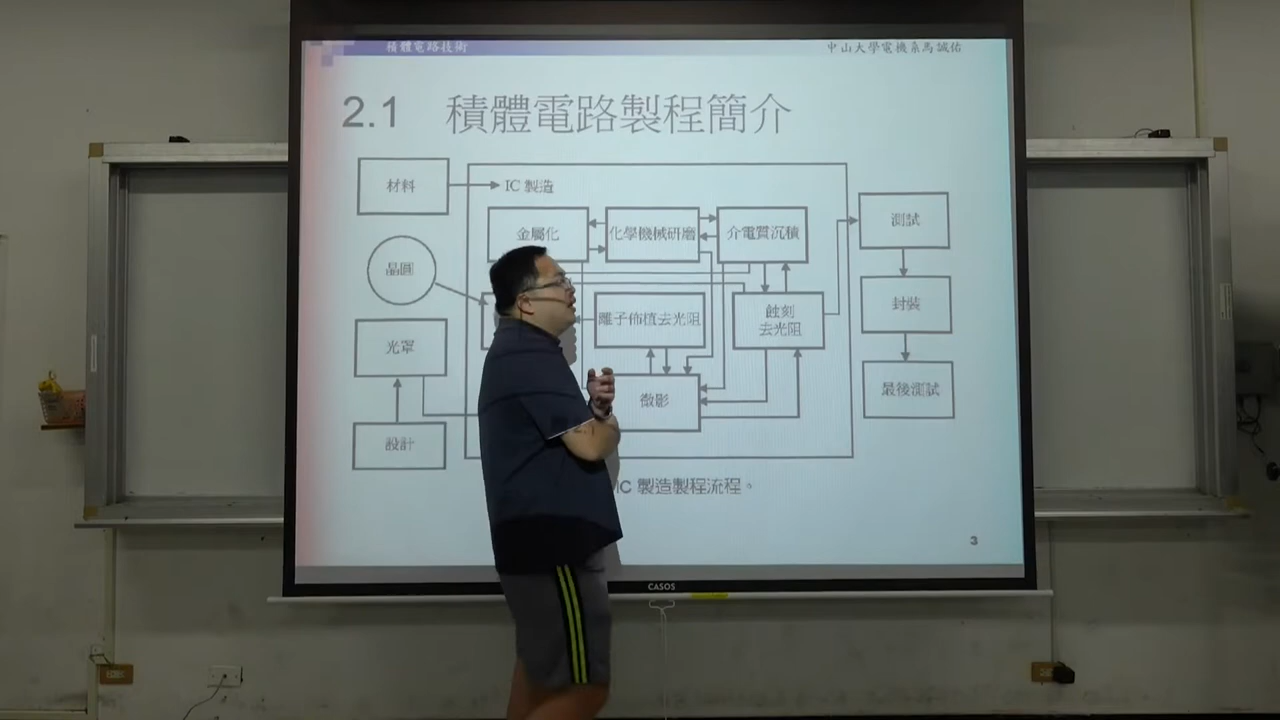 積體電路技術
中山大學電機系馬誠佑
2.1 積體電路製程簡介
材料
IC 製造
金屬化
化學機械研磨
介電質沉積
測試
晶圓
離子佈植去光阻
蝕刻
去光阻
封裝
光罩
微影
最後測試
設計
IC 製造製程流程。
3
CASOS